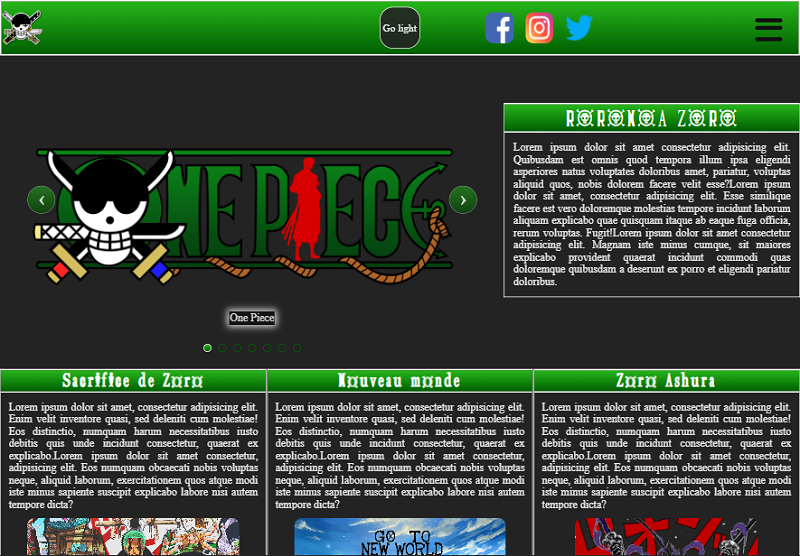 Go light
RORONOA ZORO
Lorem ipsum dolor sit amet consectetur adipisicing elit.
Quibusdam est omnis quod tempora illum ipsa eligendi
asperiores natus voluptates doloribus amet, pariatur, voluptas
aliquid quos, nobis dolorem facere velit esse?Lorem ipsum
dolor sit amet, consectetur adipisicing elit. Esse similique
facere est vero doloremque molestias tempore incidunt laborum
aliquam explicabo quae quisquam itaque ab eaque fuga officia,
rerum voluptas. Fugit!Lorem ipsum dolor sit amet consectetur
adipisicing elit. Magnam iste minus cumque, sit maiores
explicabo provident quaerat incidunt commodi quas
doloremque quibusdam a deserunt ex porro et eligendi pariatur
doloribus.
ONE PIECE
One Piece
Sacrifice de Zoro
Lorem ipsum dolor sit amet, consectetur adipisicing elit.
Enim velit inventore quasi, sed deleniti cum molestiae!
Eos distinctio, numquam harum necessitatibus iusto
debitis quis unde incidunt consectetur, quaerat ex
explicabo.Lorem ipsum dolor sit amet, consectetur,
adipisicing elit. Eos numquam obcaecati nobis voluptas
neque, aliquid laborum, exercitationem quos atque modi
iste minus sapiente suscipit explicabo labore nisi autem
tempore dicta?
Nouveau monde
Lorem ipsum dolor sit amet, consectetur adipisicing elit.
Enim velit inventore quasi, sed deleniti cum molestiae!
Eos distinctio, numquam harum necessitatibus iusto
debitis quis unde incidunt consectetur, quaerat ex
explicabo.Lorem ipsum dolor sit amet, consectetur,
adipisicing elit. Eos numquam obcaecati nobis voluptas
neque, aliquid laborum, exercitationem quos atque modi
iste minus sapiente suscipit explicabo labore nisi autem
tempore dicta?
GO TO
NEW WORLD
Zoro Ashura
Lorem ipsum dolor sit amet, consectetur adipisicing elit.
Enim velit inventore quasi, sed deleniti cum molestiae!
Eos distinctio, numquam harum necessitatibus iusto
debitis quis unde incidunt consectetur, quaerat ex
explicabo.Lorem ipsum dolor sit amet, consectetur,
adipisicing elit. Eos numquam obcaecati nobis voluptas
neque, aliquid laborum, exercitationem quos atque modi
iste minus sapiente suscipit explicabo labore nisi autem
tempore dicta?